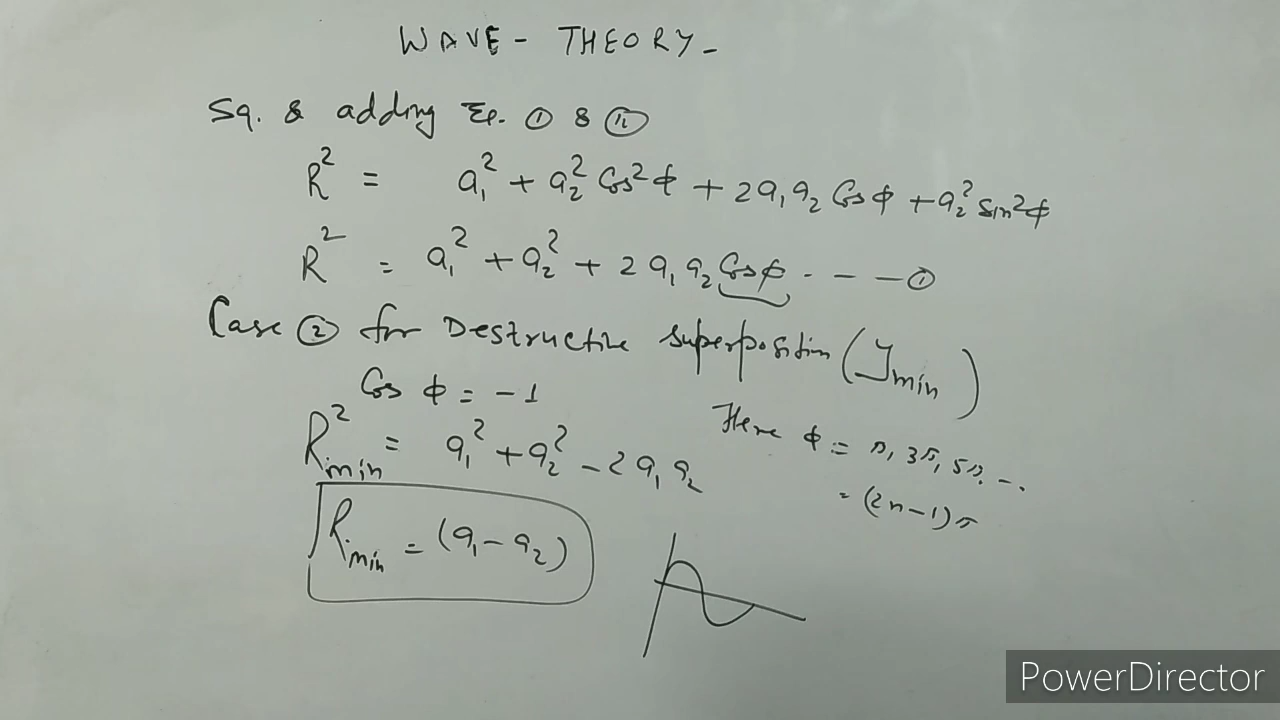 WAVE - THEORY -
Sq. & adding Eq. ① & ⑪
R² = a₁² + a₂² Cos²ϕ + 2a₁a₂ Cosϕ + a₂² sin²ϕ
R² = a₁² + a₂² + 2a₁a₂ Cosϕ - - - - ①
Case ② for Destructive superposition (Imin)
Cos ϕ = -1
Here ϕ = π, 3π, 5π. - .
R²min = a₁² + a₂² - 2a₁a₂
= (2n-1)π
Rmin = (a₁ - a₂)
PowerDirector